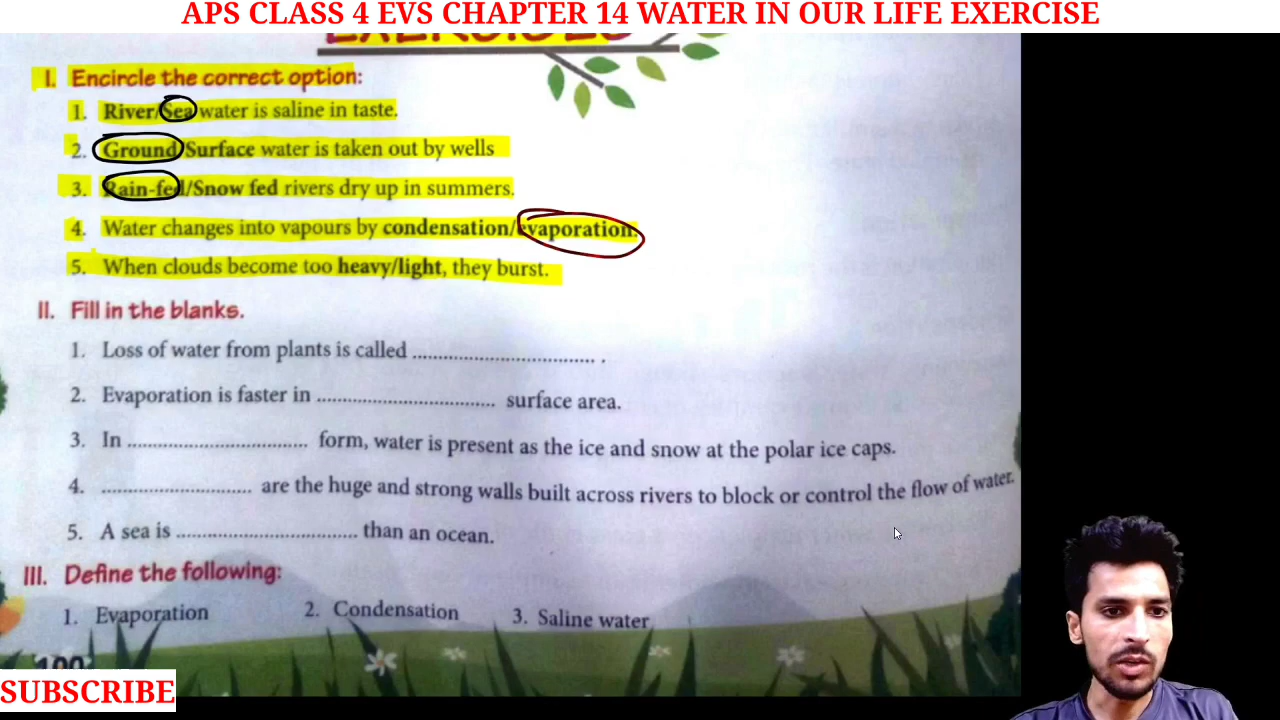 APS CLASS 4 EVS CHAPTER 14 WATER IN OUR LIFE EXERCISE
EXERCISES
I. Encircle the correct option:
1. River/Sea water is saline in taste.
2. Ground/Surface water is taken out by wells
3. Rain-fed/Snow fed rivers dry up in summers.
4. Water changes into vapours by condensation/evaporation.
5. When clouds become too heavy/light, they burst.
II. Fill in the blanks.
1. Loss of water from plants is called .................................. .
2. Evaporation is faster in .................................. surface area.
3. In .................................. form, water is present as the ice and snow at the polar ice caps.
4. ............................ are the huge and strong walls built across rivers to block or control the flow of water.
5. A sea is .................................. than an ocean.
III. Define the following:
1. Evaporation 2. Condensation 3. Saline water
100
SUBSCRIBE